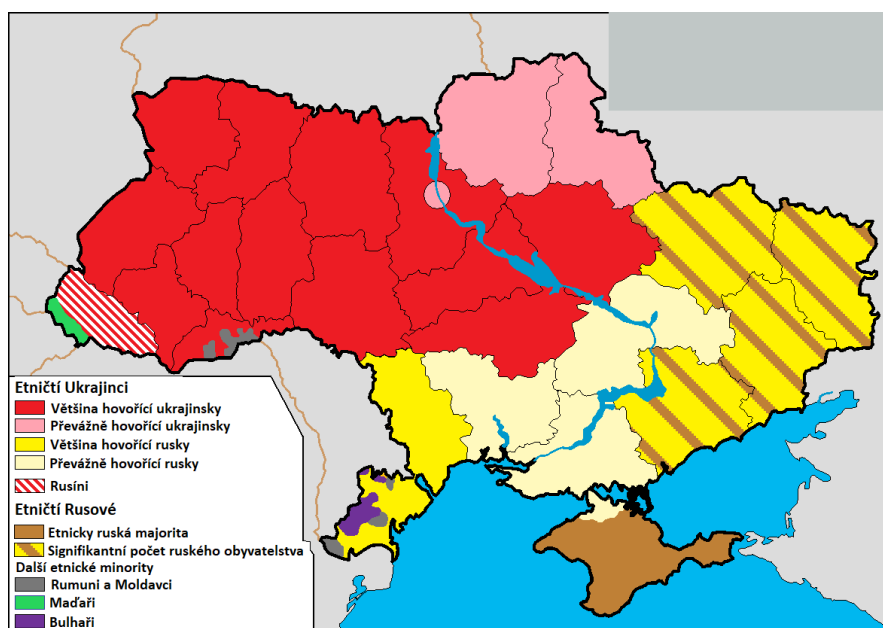 Etničtí Ukrajinci
Většina hovořící ukrajinsky
Převážně hovořící ukrajinsky
Většina hovořící rusky
Převážně hovořící rusky
Rusíni
Etničtí Rusové
Etnicky ruská majorita
Signifikantní počet ruského obyvatelstva
Další etnické minority
Rumuni a Moldavci
Maďaři
Bulhaři